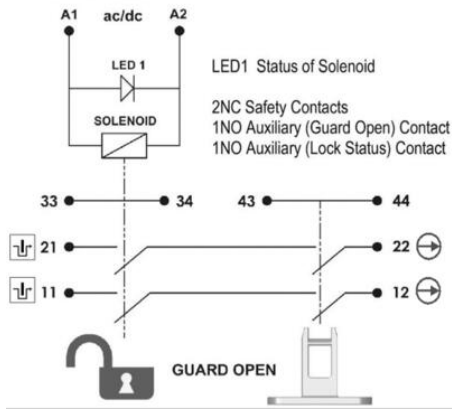 A1 ac/dc A2
LED 1
LED1 Status of Solenoid
SOLENOID
2NC Safety Contacts
1NO Auxiliary (Guard Open) Contact
1NO Auxiliary (Lock Status) Contact
33 34 43 44
21 22
11 12
GUARD OPEN